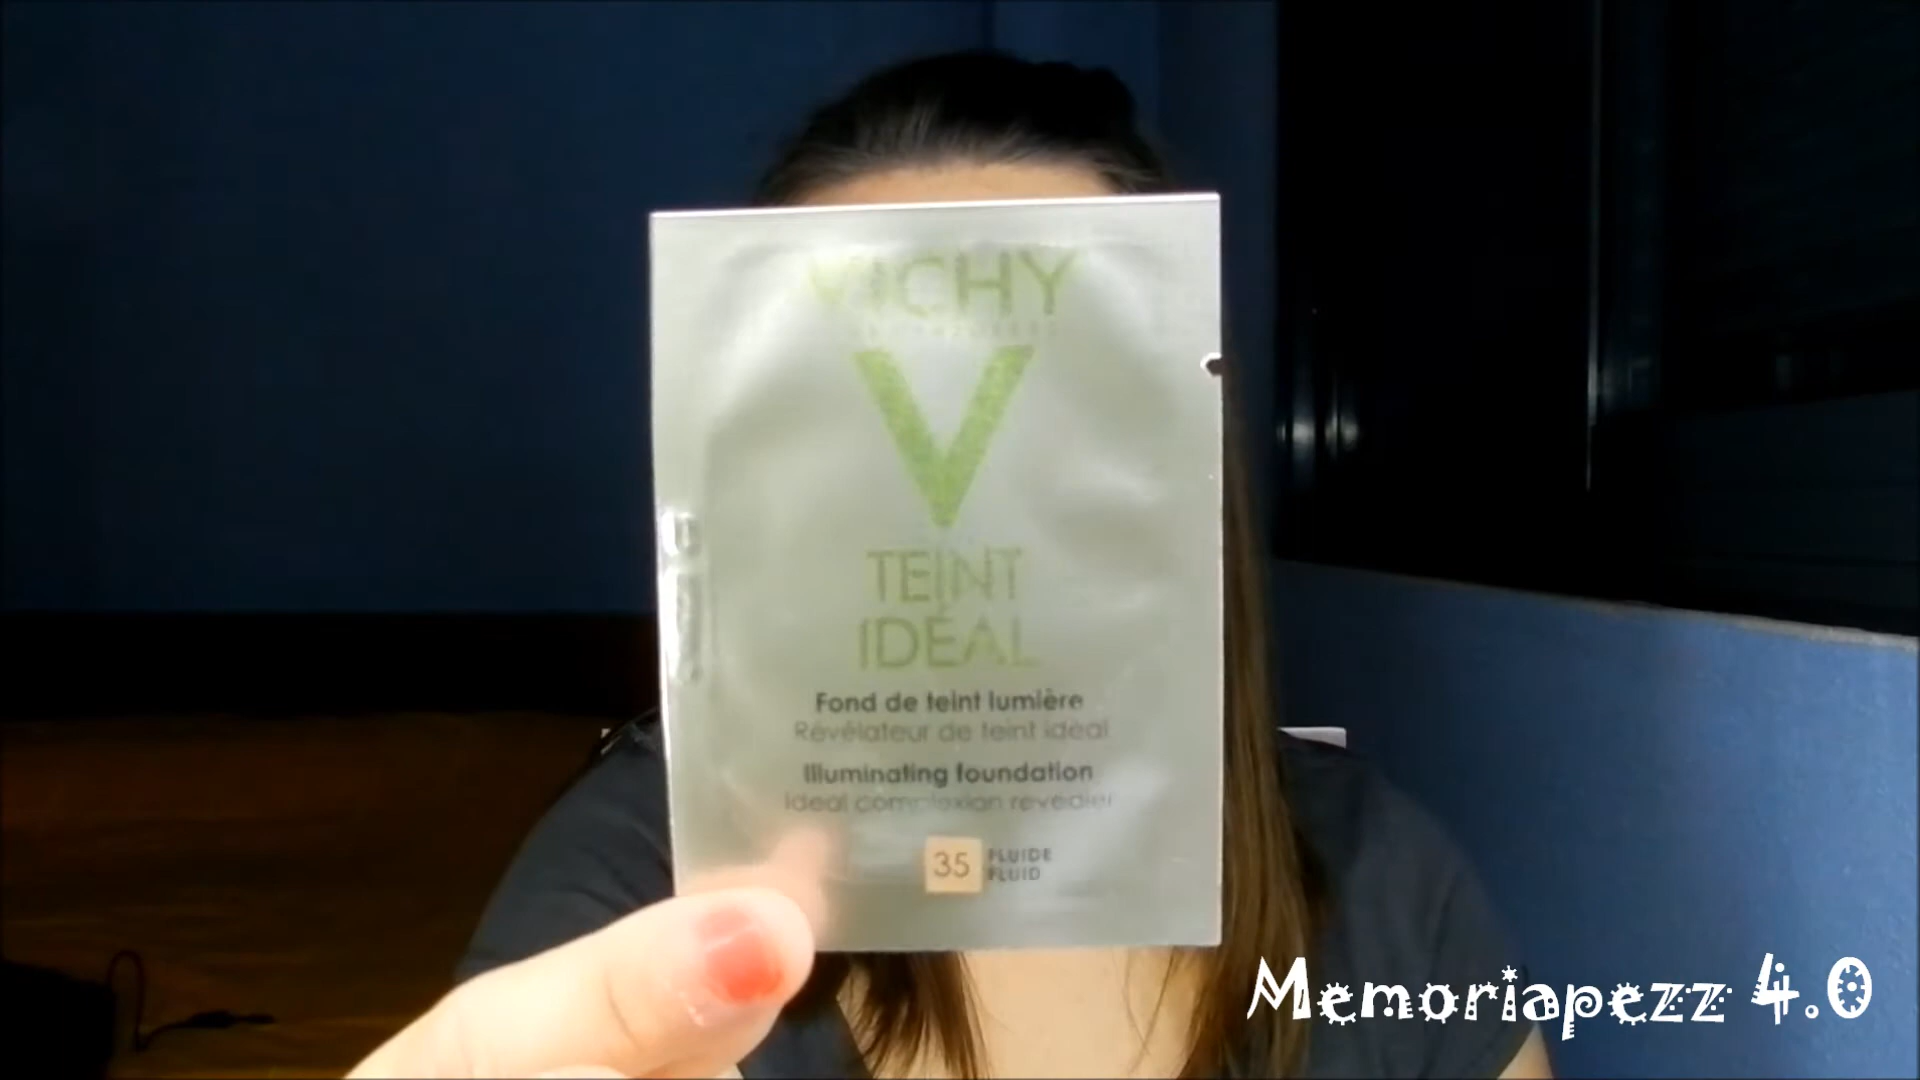 VICHY
V
TEINT
IDÉAL
Fond de teint lumière
Révélateur de teint idéal
Illuminating foundation
Ideal complexion revealer
35 FLUIDE
FLUID
Memoriapezz 4.0